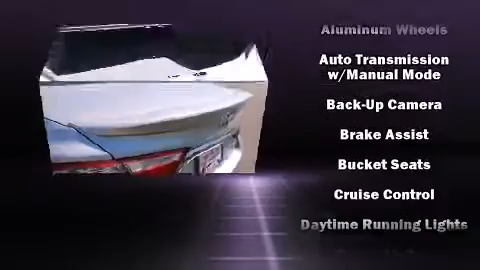 Aluminum Wheels
Auto Transmission
w/Manual Mode
Back-Up Camera
Brake Assist
Bucket Seats
Cruise Control
Daytime Running Lights